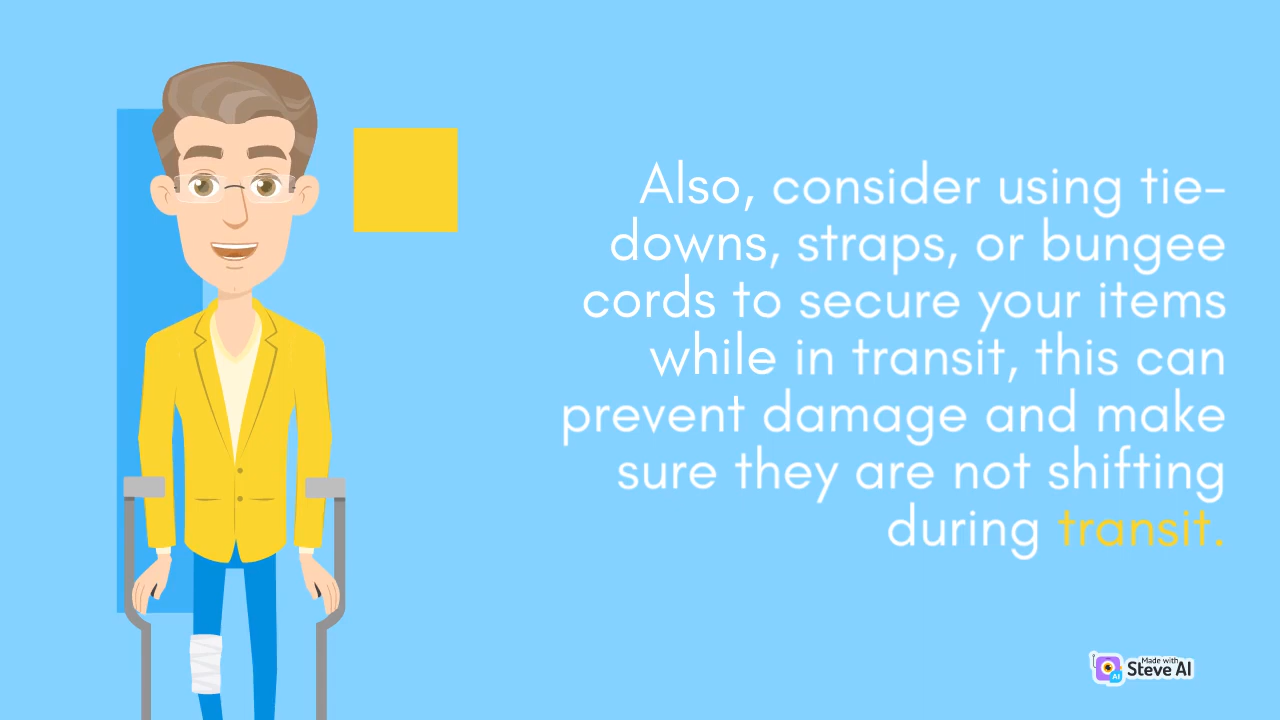 Also, consider using tie-
downs, straps, or bungee
cords to secure your items
while in transit, this can
prevent damage and make
sure they are not shifting
during transit.
Made with
Steve AI
AI